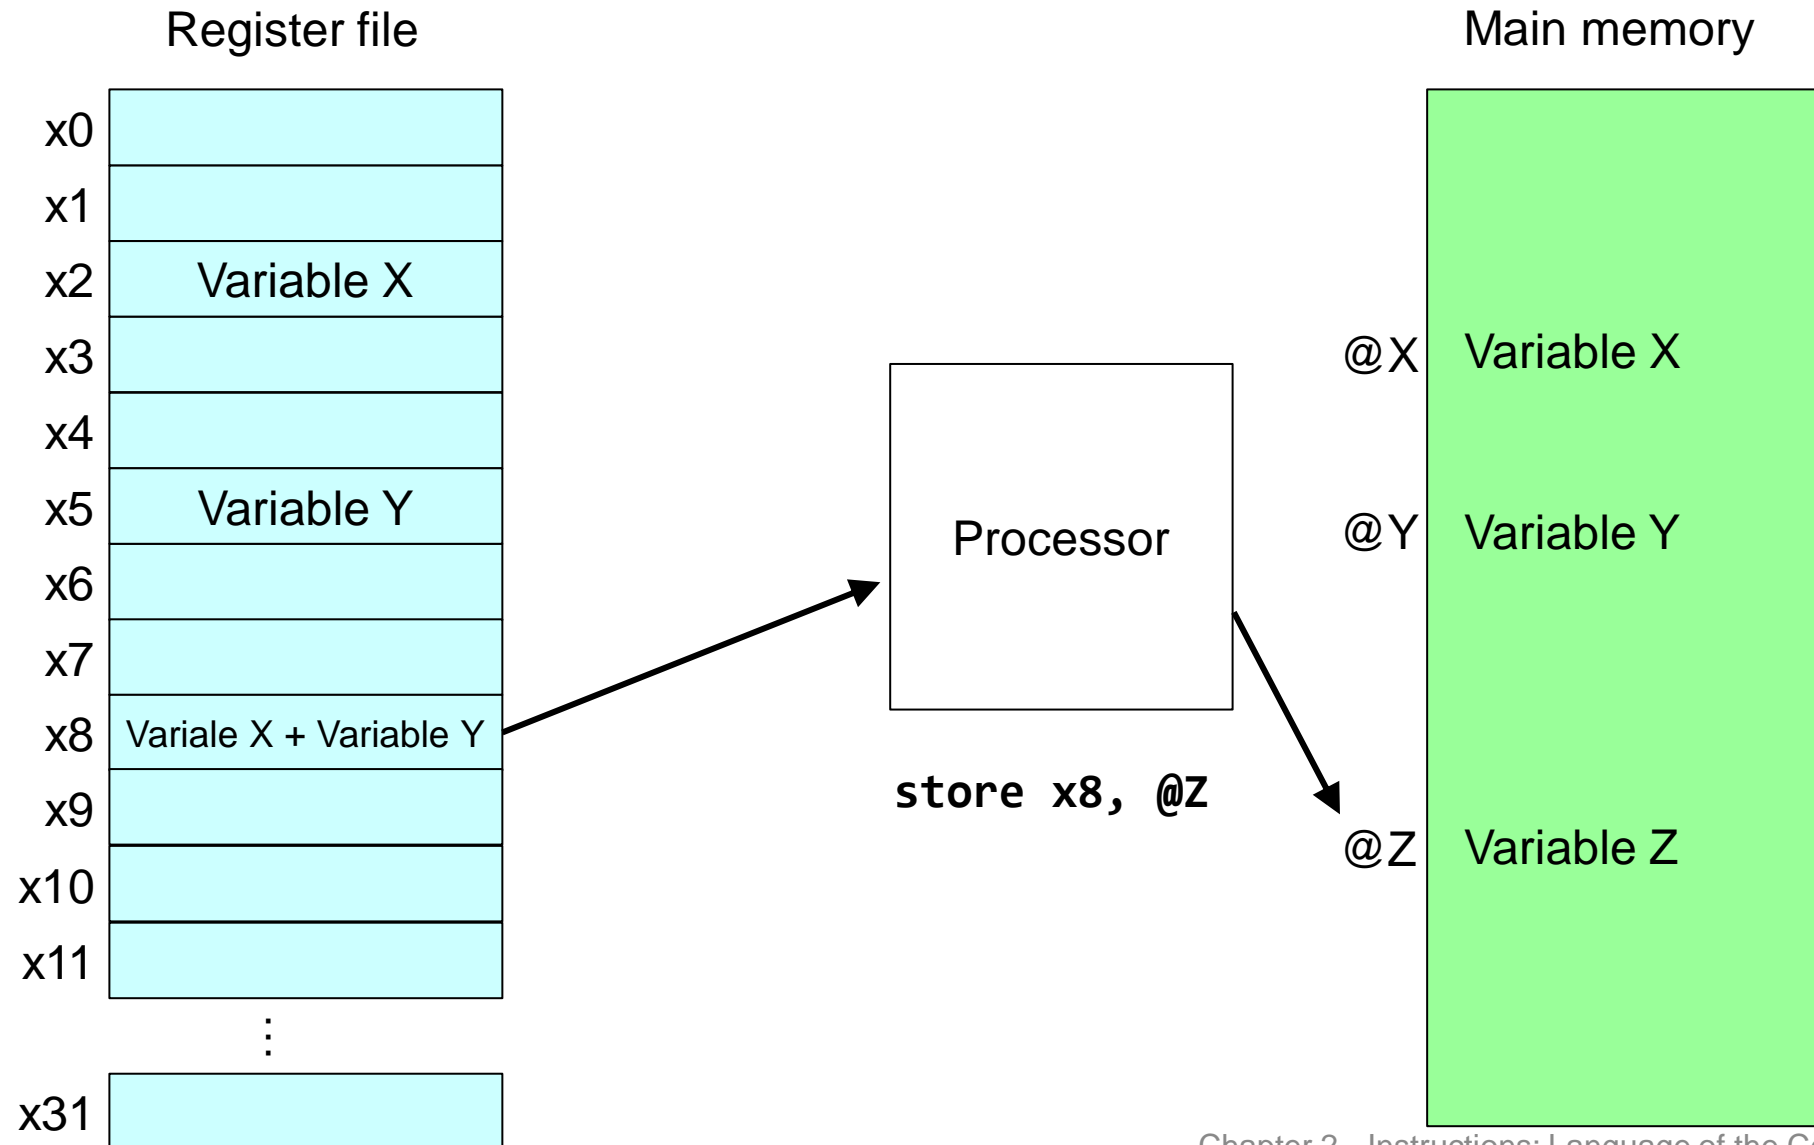 Register file
Main memory
x0
x1
x2 Variable X
x3
x4
x5 Variable Y
x6
x7
x8 Variale X + Variable Y
x9
x10
x11
⋮
x31
Processor
store x8, @Z
@X Variable X
@Y Variable Y
@Z Variable Z
Chapter 2 - Instructions: Language of the